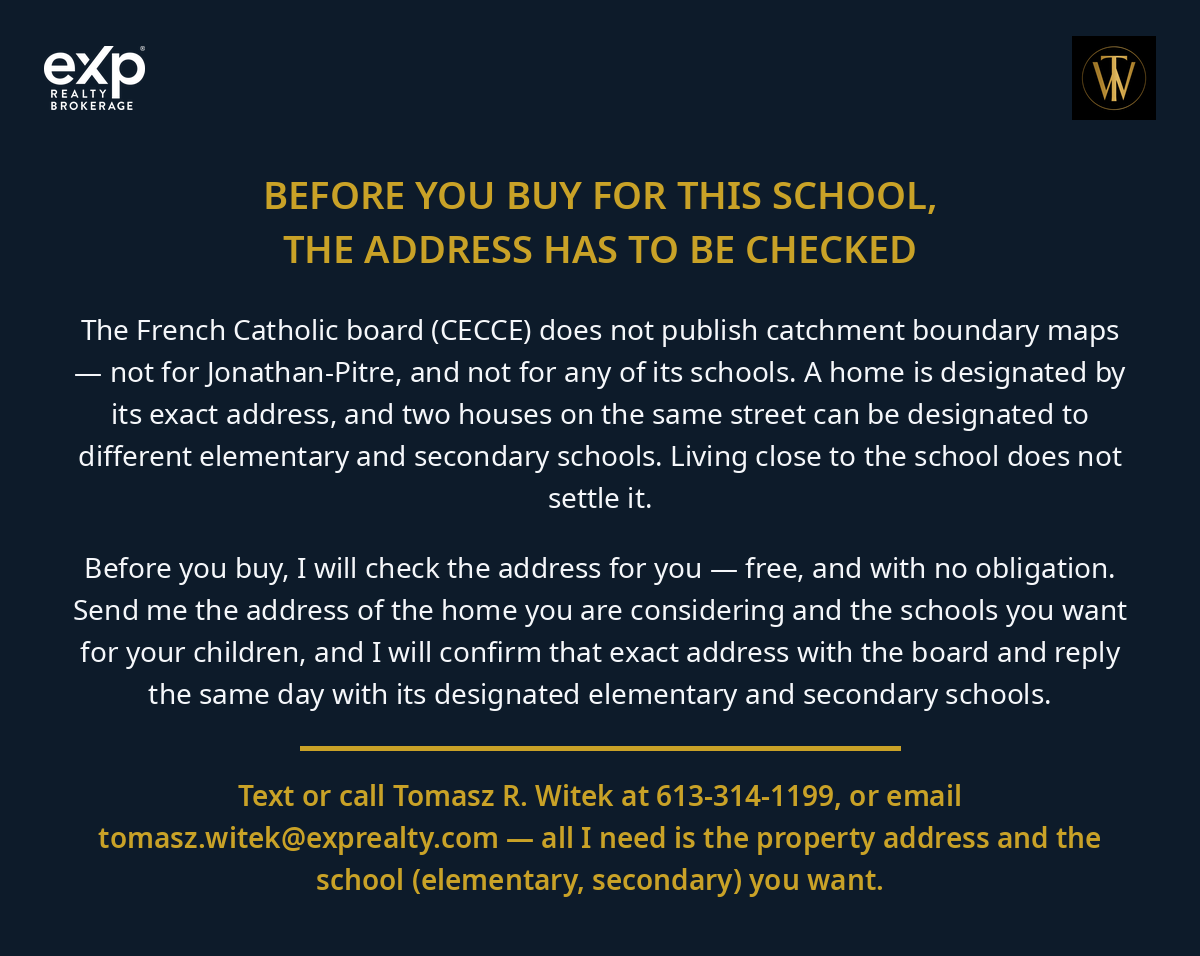 exp®
REALTY
BROKERAGE
TW
BEFORE YOU BUY FOR THIS SCHOOL,
THE ADDRESS HAS TO BE CHECKED
The French Catholic board (CECCE) does not publish catchment boundary maps
— not for Jonathan-Pitre, and not for any of its schools. A home is designated by
its exact address, and two houses on the same street can be designated to
different elementary and secondary schools. Living close to the school does not
settle it.
Before you buy, I will check the address for you — free, and with no obligation.
Send me the address of the home you are considering and the schools you want
for your children, and I will confirm that exact address with the board and reply
the same day with its designated elementary and secondary schools.
Text or call Tomasz R. Witek at 613-314-1199, or email
tomasz.witek@exprealty.com — all I need is the property address and the
school (elementary, secondary) you want.